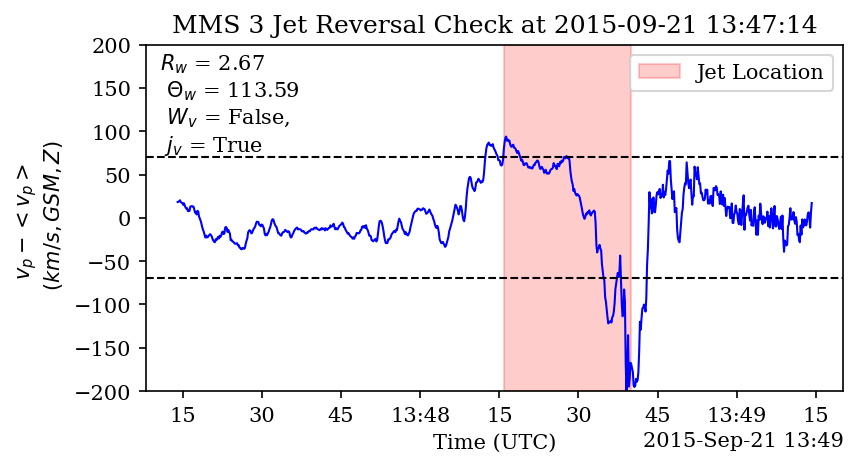 MMS 3 Jet Reversal Check at 2015-09-21 13:47:14
R_w = 2.67
Θ_w = 113.59
W_v = False,
j_v = True
Jet Location
200
150
100
50
0
−50
−100
−150
−200
v_p − < v_p >
(km/s, GSM, Z)
15 30 45 13:48 15 30 45 13:49 15
Time (UTC)
2015-Sep-21 13:49